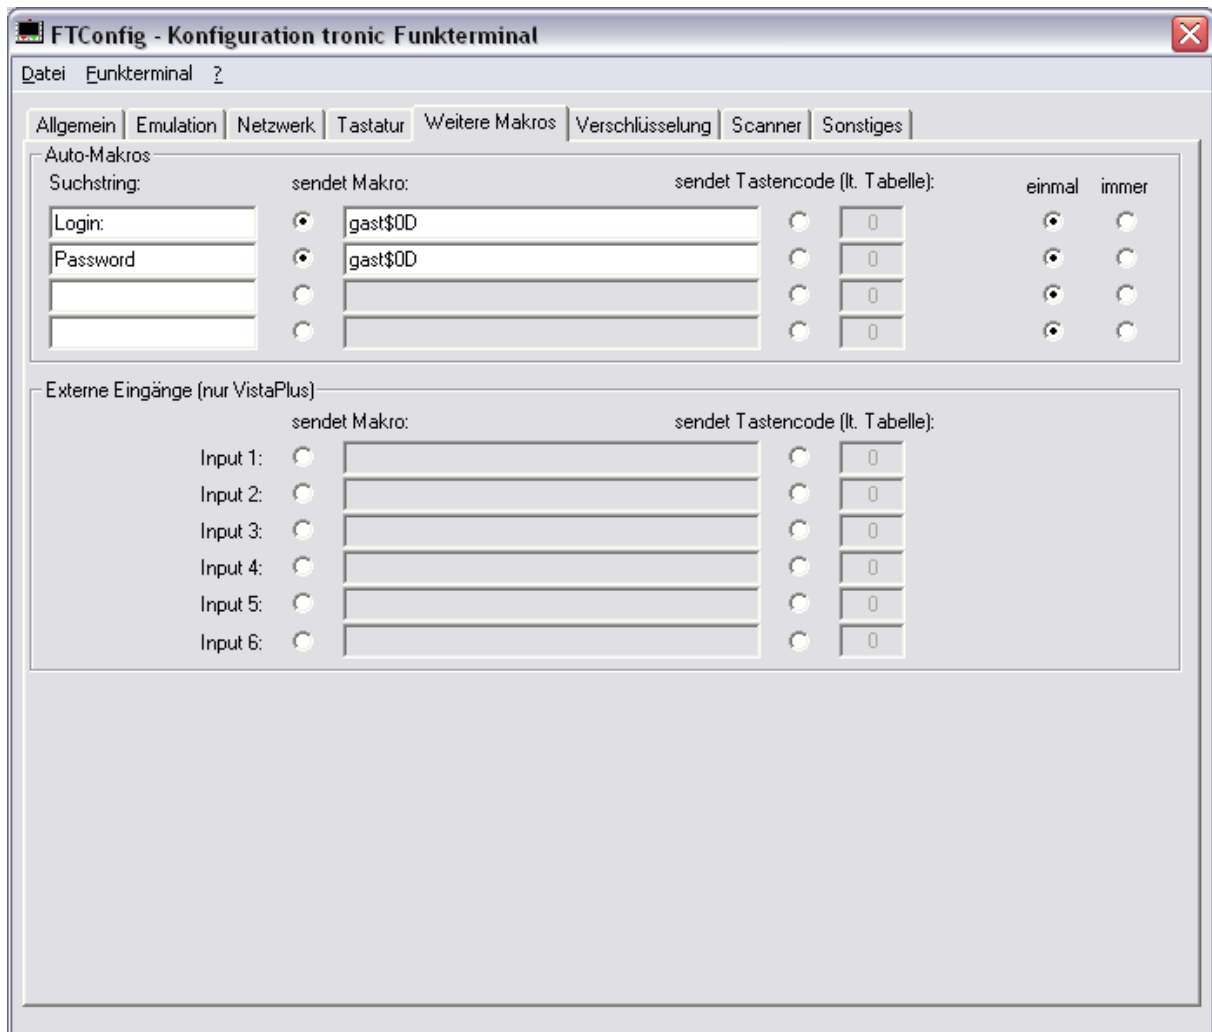 FTConfig - Konfiguration tronic Funkterminal
Datei Funkterminal ?
Allgemein Emulation Netzwerk Tastatur Weitere Makros Verschlüsselung Scanner Sonstiges
Auto-Makros
Suchstring: sendet Makro: sendet Tastencode (lt. Tabelle): einmal immer
Login: gast$0D 0
Password gast$0D 0
0
0
Externe Eingänge (nur VistaPlus)
sendet Makro: sendet Tastencode (lt. Tabelle):
Input 1: 0
Input 2: 0
Input 3: 0
Input 4: 0
Input 5: 0
Input 6: 0